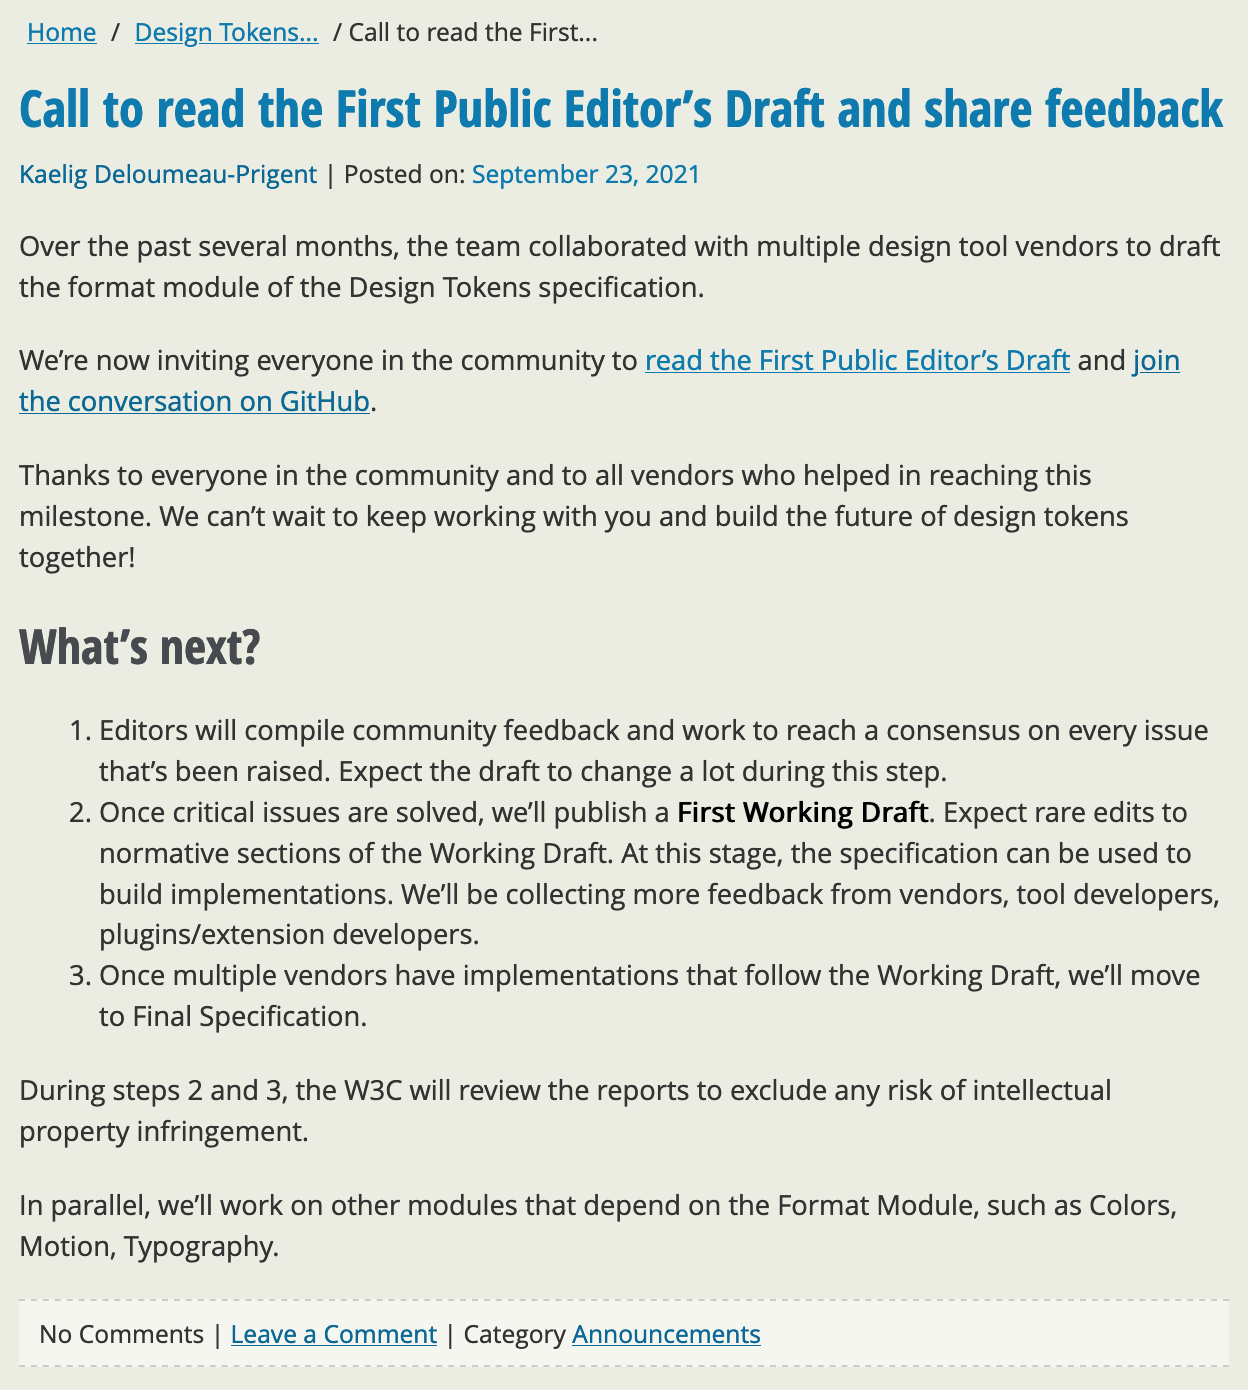 Home / Design Tokens... / Call to read the First...
Call to read the First Public Editor’s Draft and share feedback
Kaelig Deloumeau-Prigent | Posted on: September 23, 2021
Over the past several months, the team collaborated with multiple design tool vendors to draft
the format module of the Design Tokens specification.
We’re now inviting everyone in the community to read the First Public Editor’s Draft and join
the conversation on GitHub.
Thanks to everyone in the community and to all vendors who helped in reaching this
milestone. We can’t wait to keep working with you and build the future of design tokens
together!
What’s next?
1. Editors will compile community feedback and work to reach a consensus on every issue
that’s been raised. Expect the draft to change a lot during this step.
2. Once critical issues are solved, we’ll publish a First Working Draft. Expect rare edits to
normative sections of the Working Draft. At this stage, the specification can be used to
build implementations. We’ll be collecting more feedback from vendors, tool developers,
plugins/extension developers.
3. Once multiple vendors have implementations that follow the Working Draft, we’ll move
to Final Specification.
During steps 2 and 3, the W3C will review the reports to exclude any risk of intellectual
property infringement.
In parallel, we’ll work on other modules that depend on the Format Module, such as Colors,
Motion, Typography.
No Comments | Leave a Comment | Category Announcements